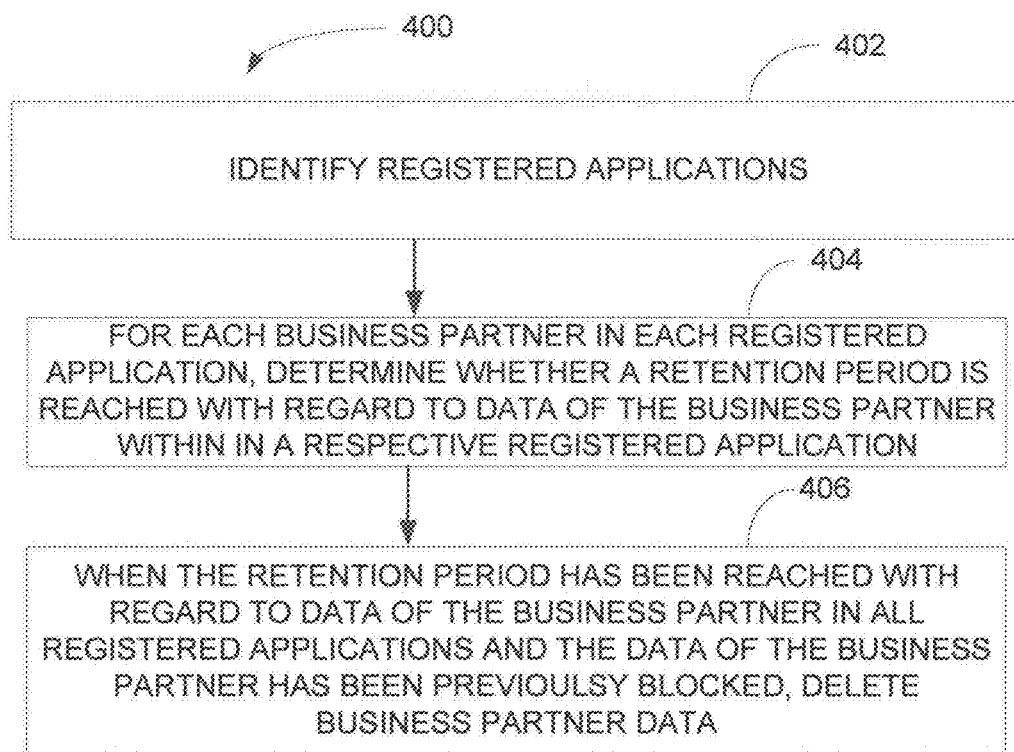 400
402
IDENTIFY REGISTERED APPLICATIONS
404
FOR EACH BUSINESS PARTNER IN EACH REGISTERED
APPLICATION, DETERMINE WHETHER A RETENTION PERIOD IS
REACHED WITH REGARD TO DATA OF THE BUSINESS PARTNER
WITHIN IN A RESPECTIVE REGISTERED APPLICATION
406
WHEN THE RETENTION PERIOD HAS BEEN REACHED WITH
REGARD TO DATA OF THE BUSINESS PARTNER IN ALL
REGISTERED APPLICATIONS AND THE DATA OF THE BUSINESS
PARTNER HAS BEEN PREVIOULSY BLOCKED, DELETE
BUSINESS PARTNER DATA